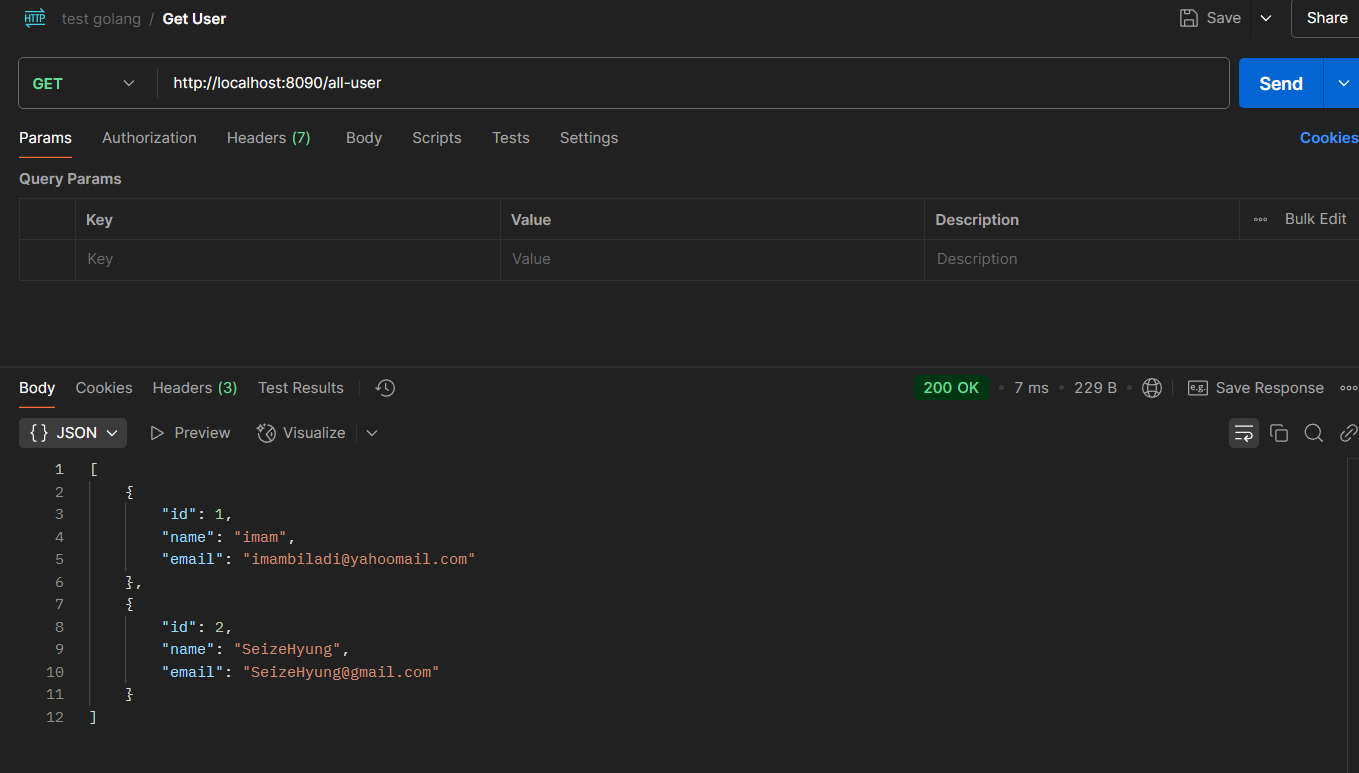 HTTP test golang / Get User Save Share
GET http://localhost:8090/all-user Send
Params Authorization Headers (7) Body Scripts Tests Settings Cookies
Query Params
Key Value Description Bulk Edit
Key Value Description
Body Cookies Headers (3) Test Results 200 OK 7 ms 229 B e.g. Save Response
{} JSON Preview Visualize
1 [
2 {
3 "id": 1,
4 "name": "imam",
5 "email": "imambiladi@yahoomail.com"
6 },
7 {
8 "id": 2,
9 "name": "SeizeHyung",
10 "email": "SeizeHyung@gmail.com"
11 }
12 ]